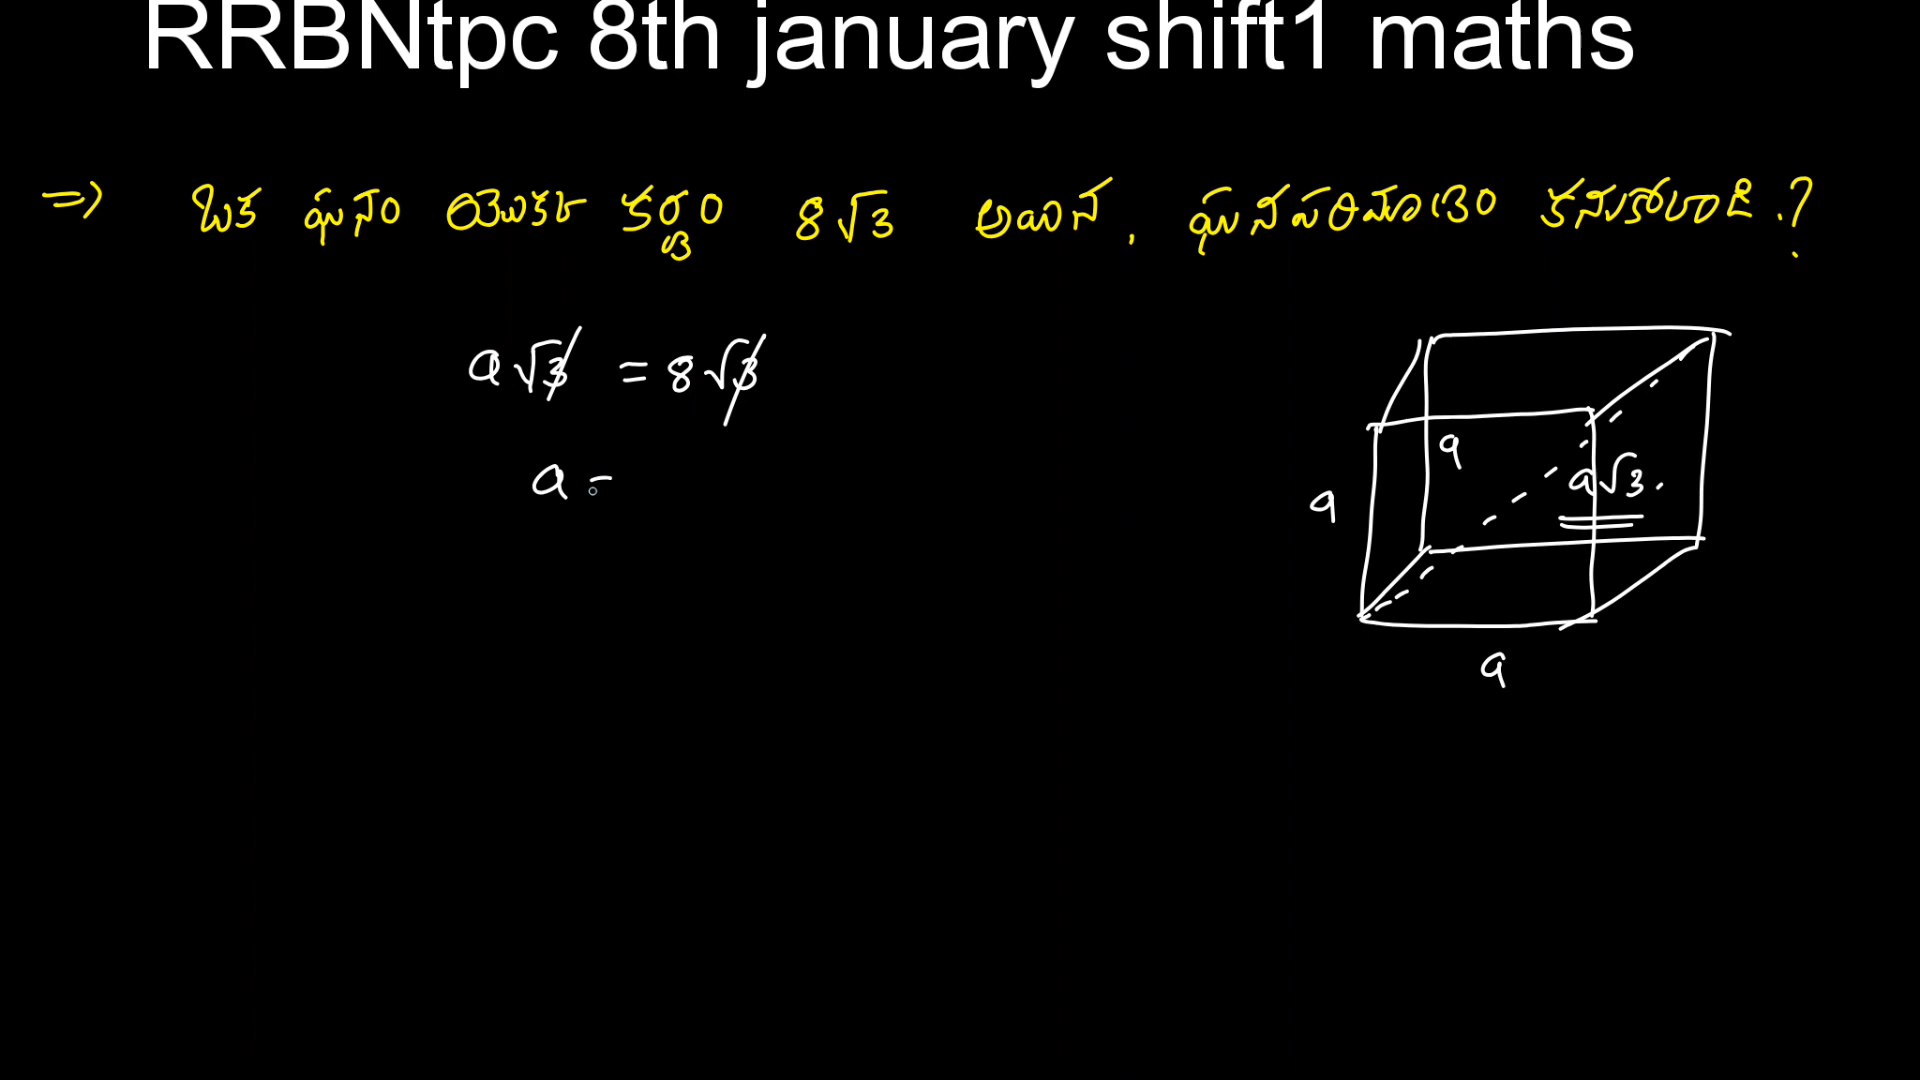 RRBNtpc 8th january shift1 maths
=> ఒక ఘనం యొక్క కర్ణం 8√3 అయిన, ఘనపరిమాణం కనుకోండి.?
a√3 = 8√3
a =
a
a
a√3.
a